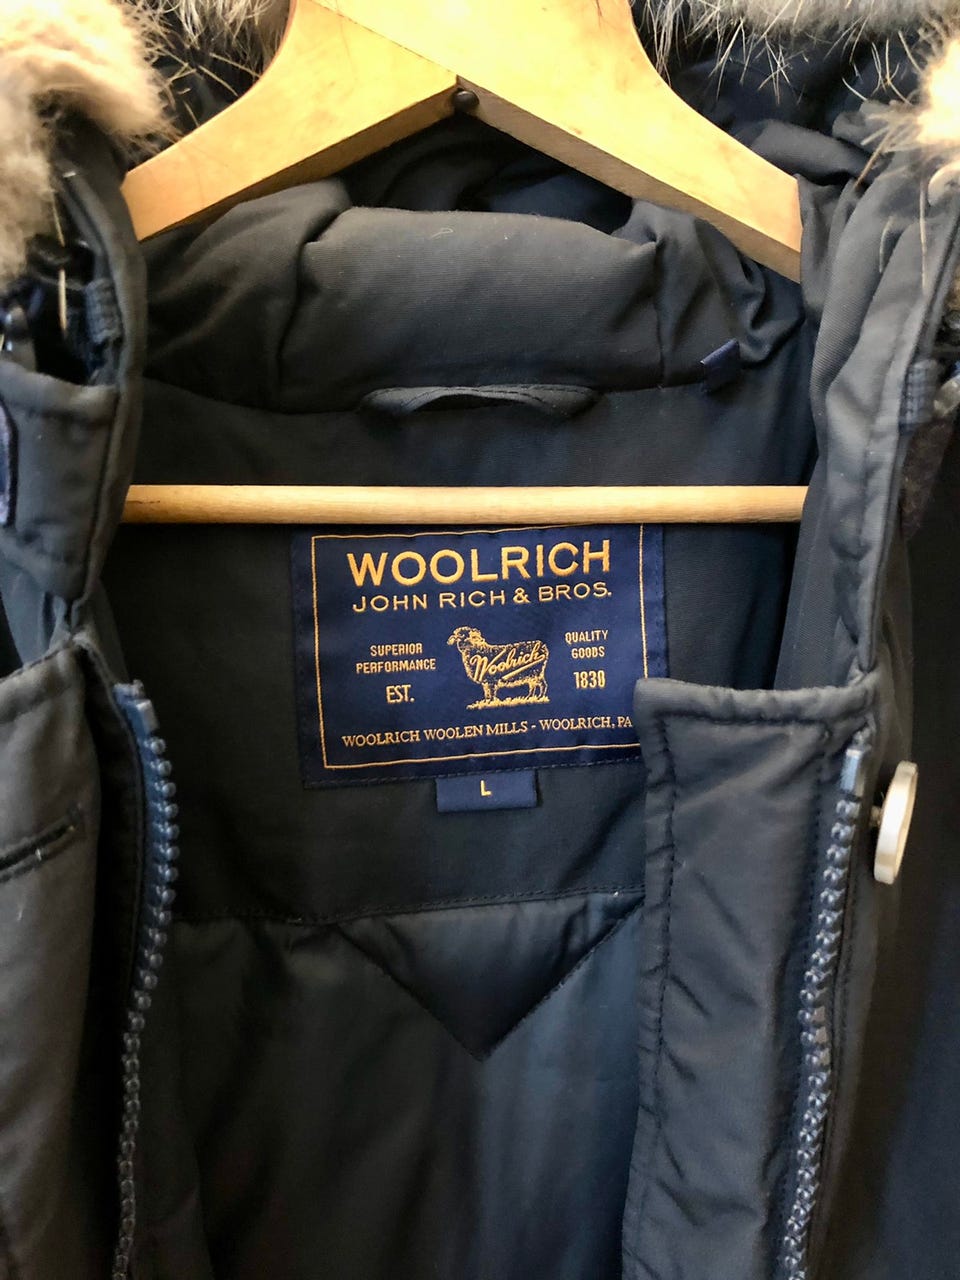 WOOLRICH
JOHN RICH & BROS.
SUPERIOR
PERFORMANCE
EST.
Woolrich
QUALITY
GOODS
1830
WOOLRICH WOOLEN MILLS - WOOLRICH, PA
L